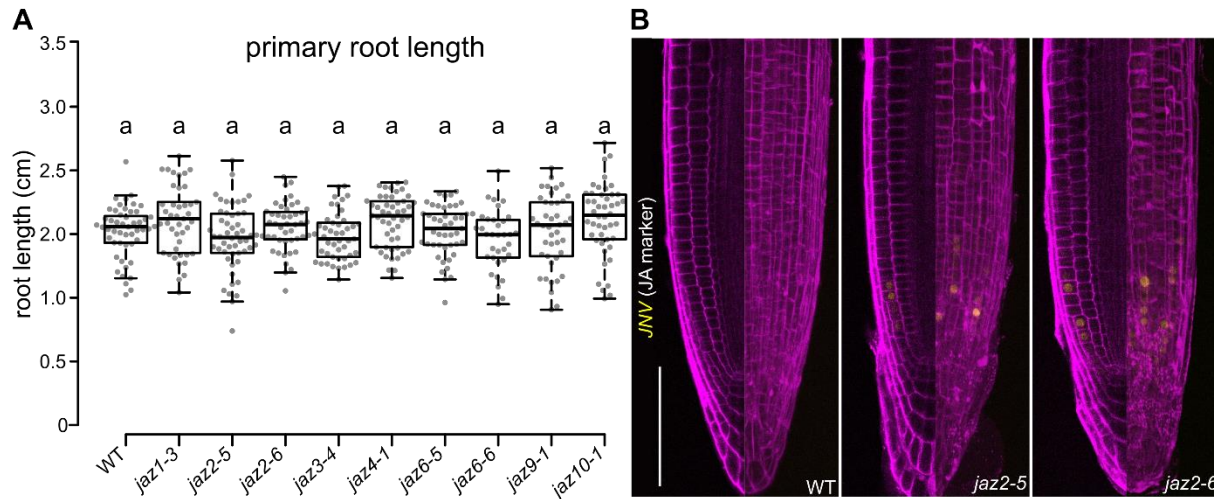 A
primary root length
3.5
3.0
2.5
2.0
1.0
0.5
0
root length (cm)
a a a a a a a a a a
WT
jaz1-3
jaz2-5
jaz2-6
jaz3-4
jaz4-1
jaz6-5
jaz6-6
jaz9-1
jaz10-1
B
JNV (JA marker)
WT
jaz2-5
jaz2-6